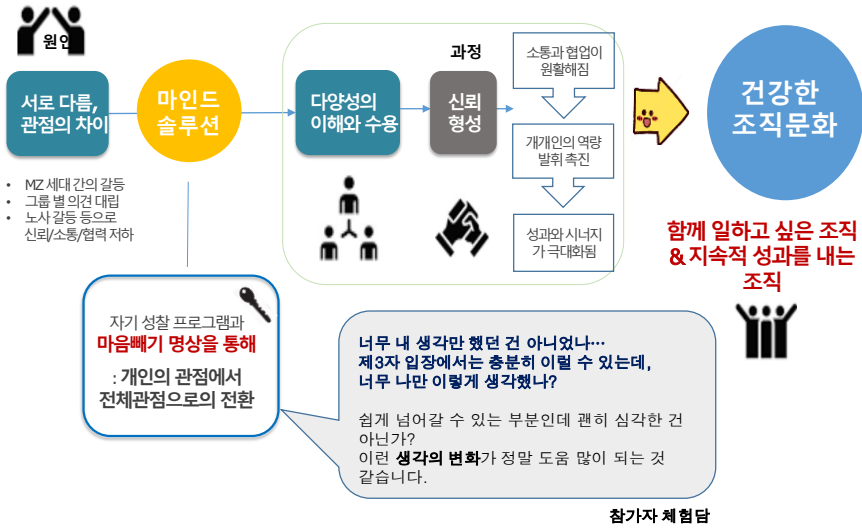 원인
서로 다름,
관점의 차이
• MZ 세대 간의 갈등
• 그룹 별 의견 대립
• 노사 갈등 등으로
신뢰/소통/협력 저하
마인드
솔루션
자기 성찰 프로그램과
마음빼기 명상을 통해
: 개인의 관점에서
전체관점으로의 전환
다양성의
이해와 수용
과정
신뢰
형성
소통과 협업이
원활해짐
개개인의 역량
발휘 촉진
성과와 시너지
가 극대화됨
건강한
조직문화
함께 일하고 싶은 조직
& 지속적 성과를 내는
조직
너무 내 생각만 했던 건 아니었나…
제3자 입장에서는 충분히 이럴 수 있는데,
너무 나만 이렇게 생각했나?
쉽게 넘어갈 수 있는 부분인데 괜히 심각한 건
아닌가?
이런 생각의 변화가 정말 도움 많이 되는 것
같습니다.
참가자 체험담